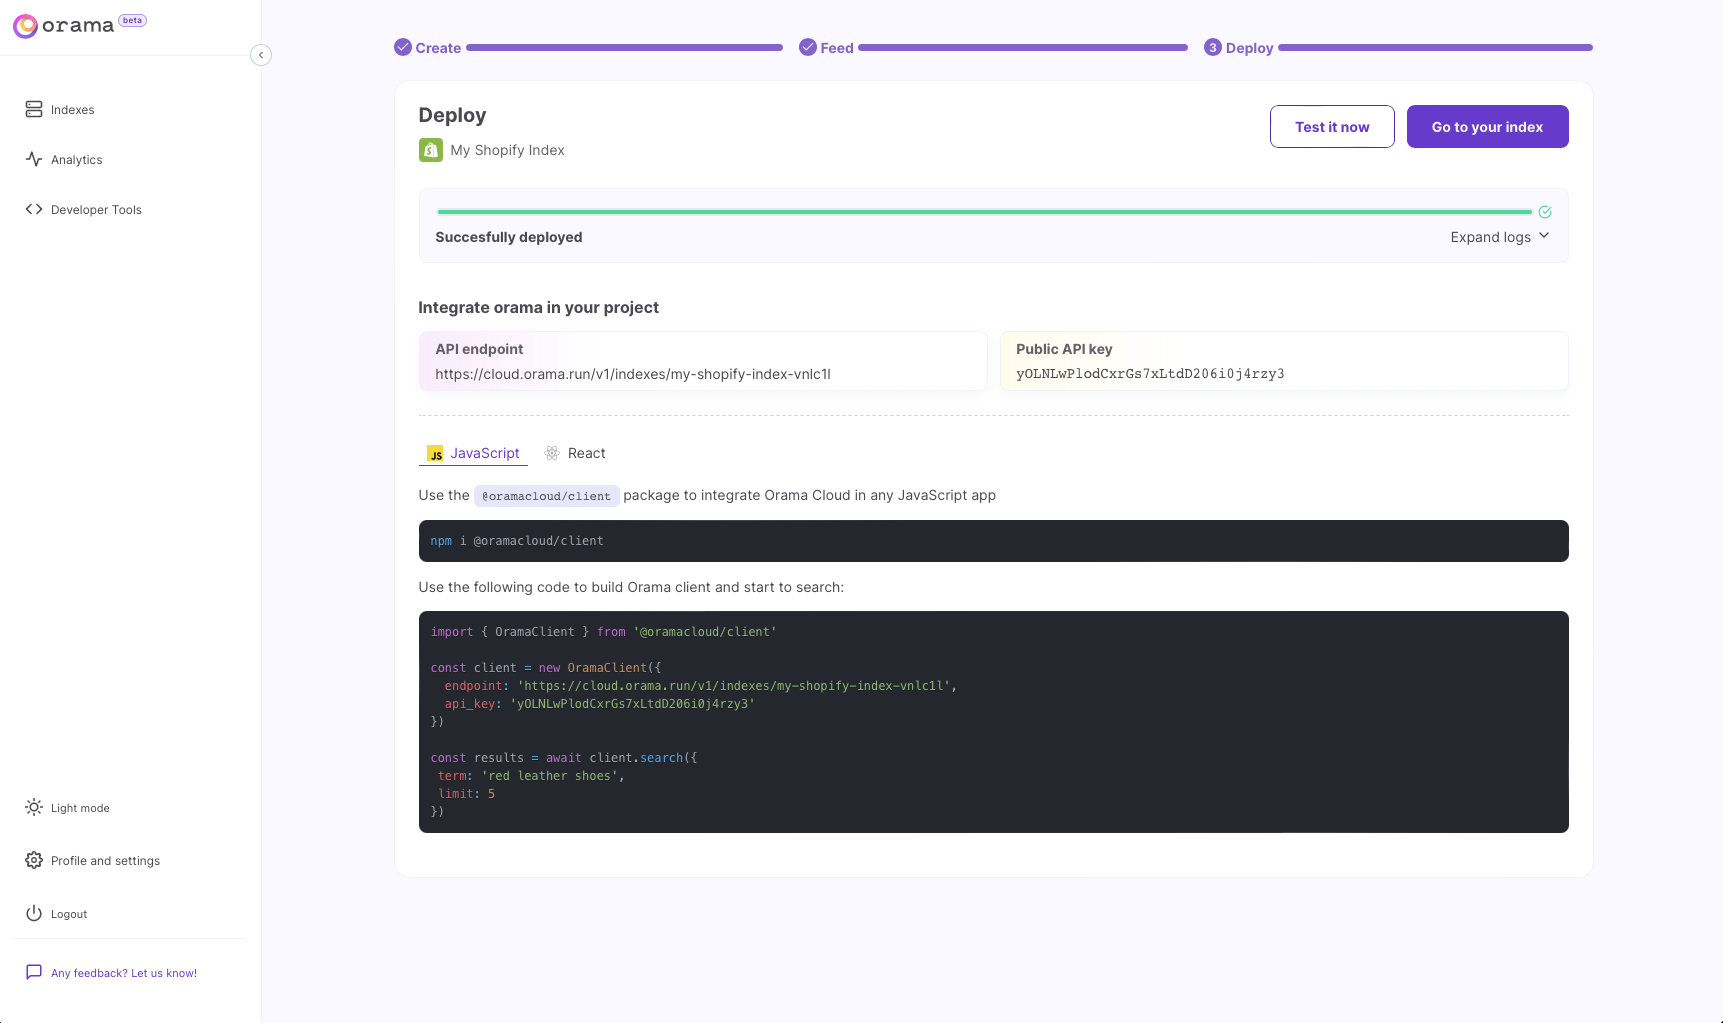 orama beta
Indexes
Analytics
Developer Tools
Light mode
Profile and settings
Logout
Any feedback? Let us know!
Create
Feed
3 Deploy
Deploy
My Shopify Index
Test it now
Go to your index
Succesfully deployed
Expand logs
Integrate orama in your project
API endpoint
https://cloud.orama.run/v1/indexes/my-shopify-index-vnlc1l
Public API key
yOLNLwPlodCxrGs7xLtdD206i0j4rzy3
JS JavaScript
React
Use the @oramacloud/client package to integrate Orama Cloud in any JavaScript app
npm i @oramacloud/client
Use the following code to build Orama client and start to search:
import { OramaClient } from '@oramacloud/client'
const client = new OramaClient({
  endpoint: 'https://cloud.orama.run/v1/indexes/my-shopify-index-vnlc1l',
  api_key: 'yOLNLwPlodCxrGs7xLtdD206i0j4rzy3'
})
const results = await client.search({
 term: 'red leather shoes',
 limit: 5
})